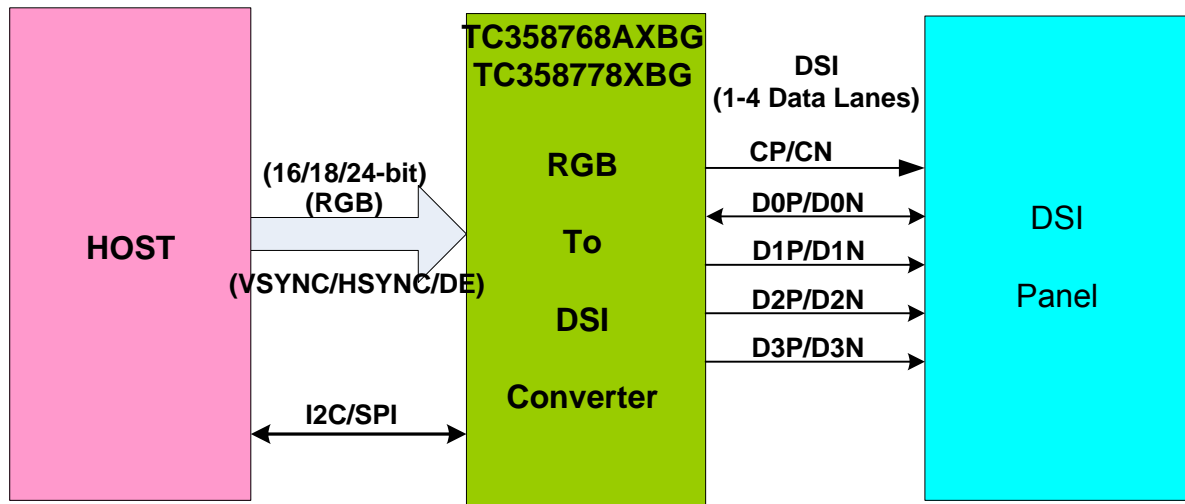 HOST
(16/18/24-bit)
(RGB)
(VSYNC/HSYNC/DE)
I2C/SPI
TC358768AXBG
TC358778XBG
RGB
To
DSI
Converter
DSI
(1-4 Data Lanes)
CP/CN
D0P/D0N
D1P/D1N
D2P/D2N
D3P/D3N
DSI
Panel